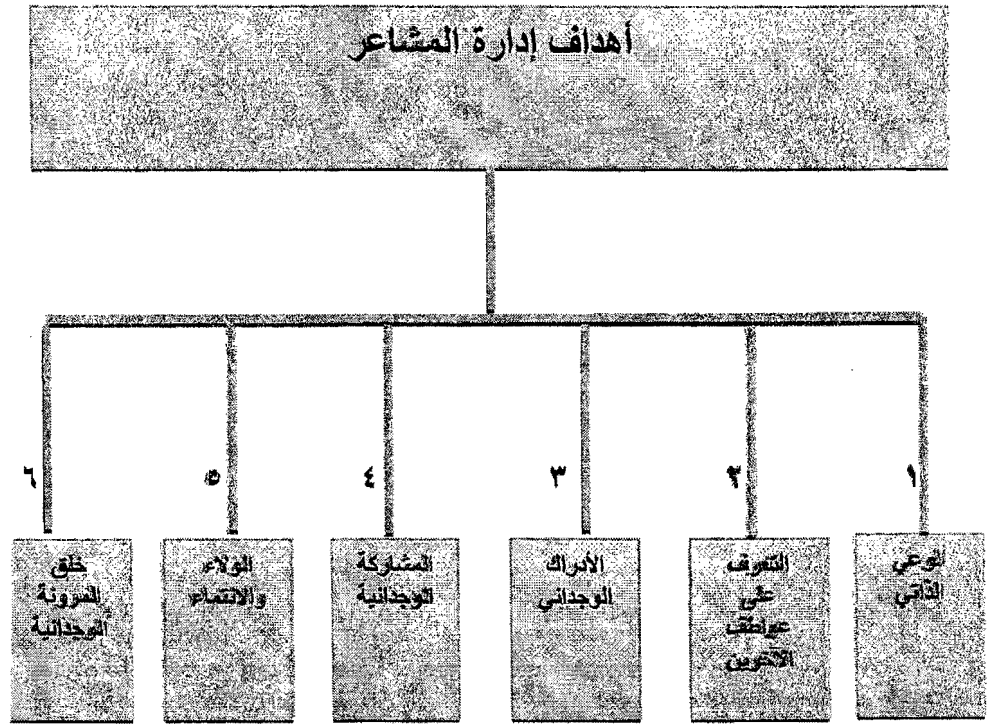 أهداف إدارة المشاعر
١
الوعي
الذاتي
٢
التعرف
على
عواطف
الآخرين
٣
الأدراك
الوجداني
٤
المشاركة
الوجدانية
٥
الولاء
والانتماء
٦
خلق
المرونة
الوجدانية